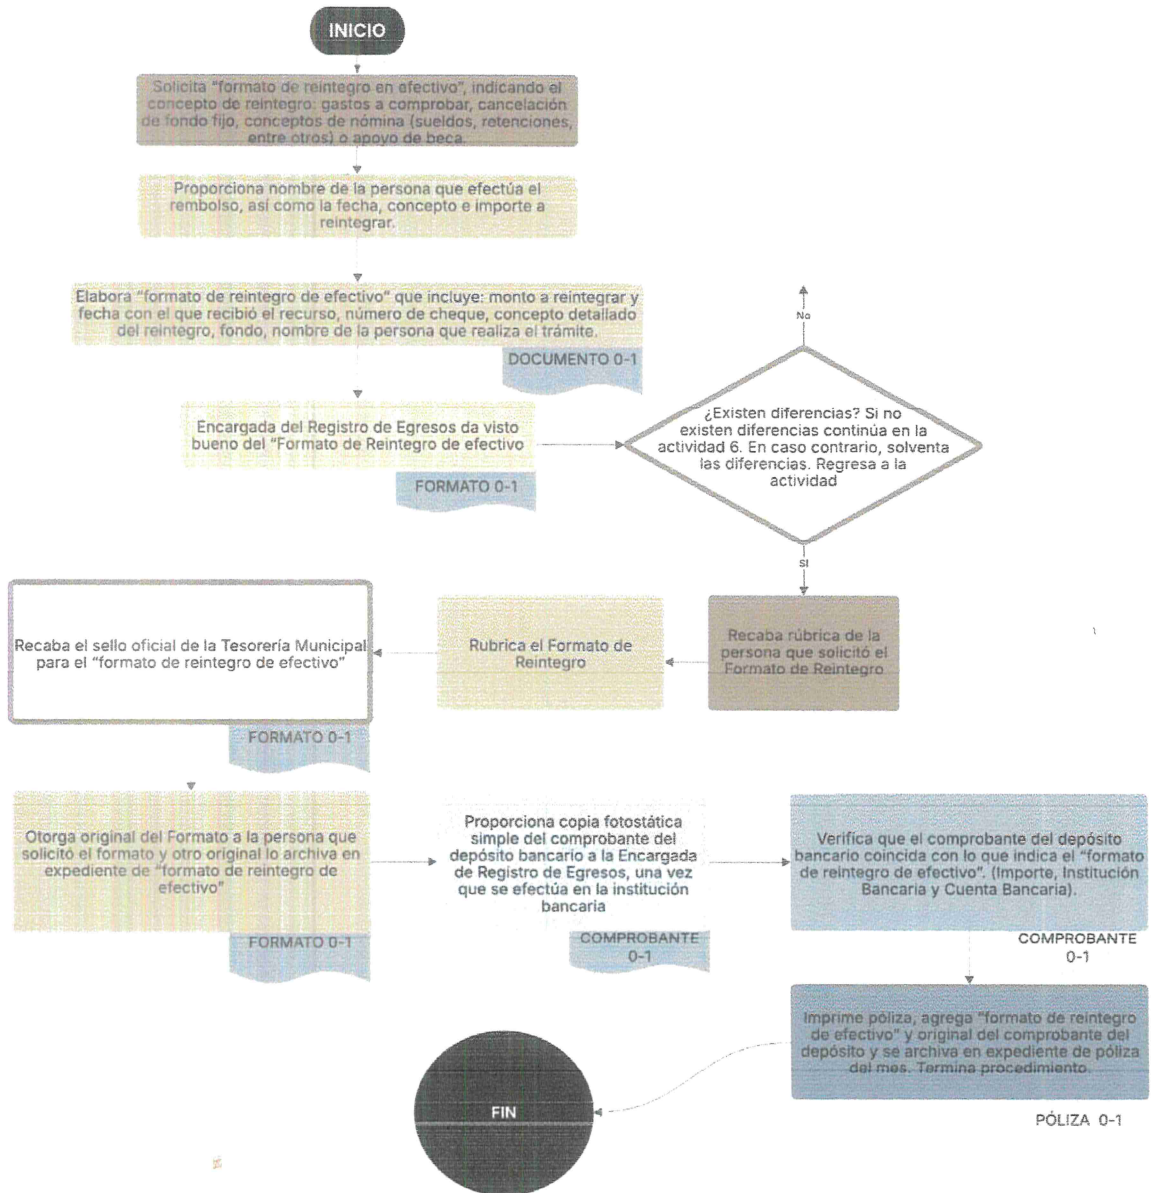 INICIO
Solicita "formato de reintegro en efectivo", indicando el
concepto de reintegro: gastos a comprobar, cancelación
de fondo fijo, conceptos de nómina (sueldos, retenciones,
entre otros) o apoyo de beca.
Proporciona nombre de la persona que efectúa el
rembolso, así como la fecha, concepto e importe a
reintegrar.
Elabora "formato de reintegro de efectivo" que incluye: monto a reintegrar y
fecha con el que recibió el recurso, número de cheque, concepto detallado
del reintegro, fondo, nombre de la persona que realiza el trámite.
DOCUMENTO 0-1
Encargada del Registro de Egresos da visto
bueno del "Formato de Reintegro de efectivo
FORMATO 0-1
No
¿Existen diferencias? Si no
existen diferencias continúa en la
actividad 6. En caso contrario, solventa
las diferencias. Regresa a la
actividad
SI
Recaba rúbrica de la
persona que solicitó el
Formato de Reintegro
Rubrica el Formato de
Reintegro
Recaba el sello oficial de la Tesorería Municipal
para el "formato de reintegro de efectivo"
FORMATO 0-1
Otorga original del Formato a la persona que
solicitó el formato y otro original lo archiva en
expediente de "formato de reintegro de
efectivo"
FORMATO 0-1
Proporciona copia fotostática
simple del comprobante del
depósito bancario a la Encargada
de Registro de Egresos, una vez
que se efectúa en la institución
bancaria
COMPROBANTE
0-1
Verifica que el comprobante del depósito
bancario coincida con lo que indica el "formato
de reintegro de efectivo". (Importe, Institución
Bancaria y Cuenta Bancaria).
COMPROBANTE
0-1
Imprime póliza, agrega "formato de reintegro
de efectivo" y original del comprobante del
depósito y se archiva en expediente de póliza
del mes. Termina procedimiento.
PÓLIZA 0-1
FIN